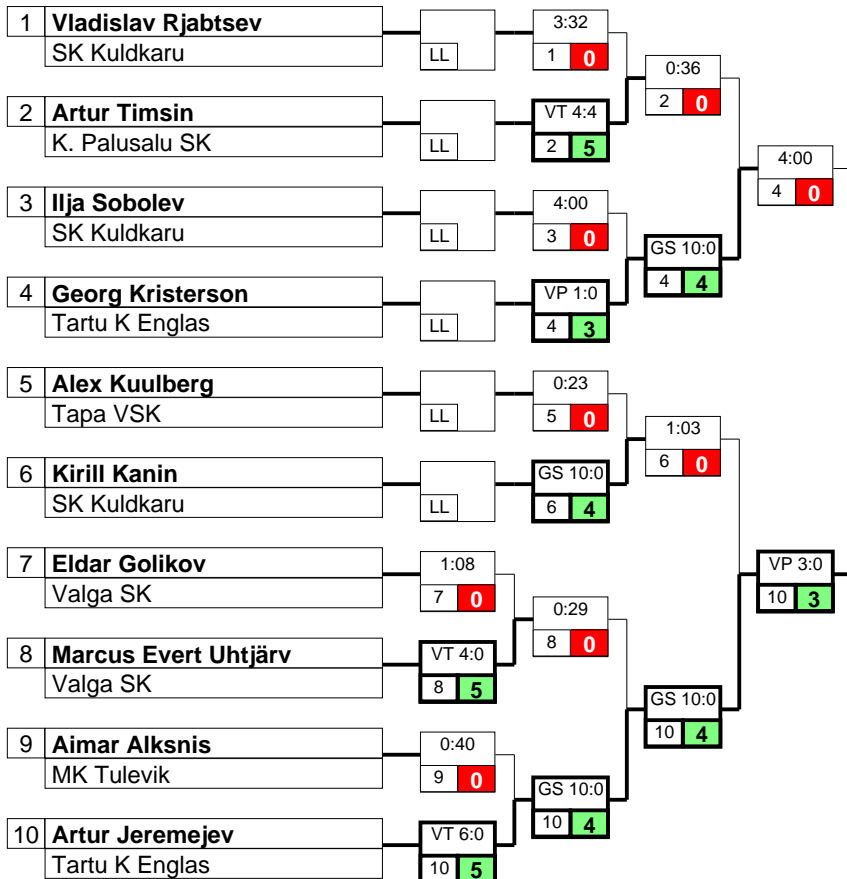 1 Vladislav Rjabtsev
SK Kuldkaru
LL
3:32
1 0
0:36
2 0
2 Artur Timsin
K. Palusalu SK
LL
VT 4:4
2 5
4:00
4 0
3 Ilja Sobolev
SK Kuldkaru
LL
4:00
3 0
GS 10:0
4 4
4 Georg Kristerson
Tartu K Englas
LL
VP 1:0
4 3
5 Alex Kuulberg
Tapa VSK
LL
0:23
5 0
1:03
6 0
6 Kirill Kanin
SK Kuldkaru
LL
GS 10:0
6 4
7 Eldar Golikov
Valga SK
1:08
7 0
VP 3:0
10 3
0:29
8 0
8 Marcus Evert Uhtjärv
Valga SK
VT 4:0
8 5
GS 10:0
10 4
9 Aimar Alksnis
MK Tulevik
0:40
9 0
GS 10:0
10 4
10 Artur Jeremejev
Tartu K Englas
VT 6:0
10 5